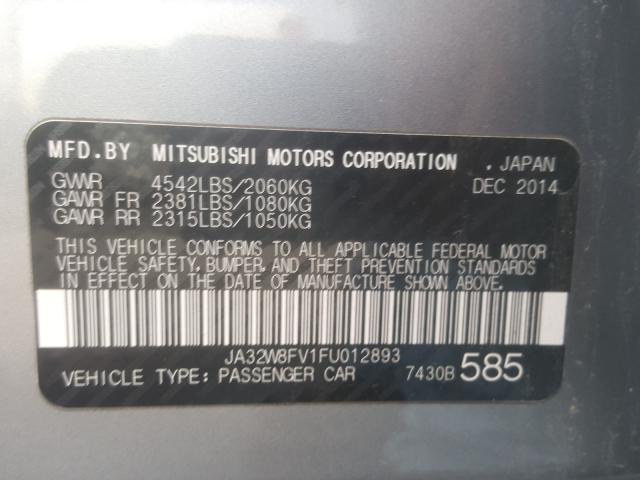 MFD.BY MITSUBISHI MOTORS CORPORATION . JAPAN
GVWR 4542LBS/2060KG DEC 2014
GAWR FR 2381LBS/1080KG
GAWR RR 2315LBS/1050KG
THIS VEHICLE CONFORMS TO ALL APPLICABLE FEDERAL MOTOR
VEHICLE SAFETY, BUMPER, AND THEFT PREVENTION STANDARDS
IN EFFECT ON THE DATE OF MANUFACTURE SHOWN ABOVE.
JA32W8FV1FU012893
VEHICLE TYPE: PASSENGER CAR 7430B 585